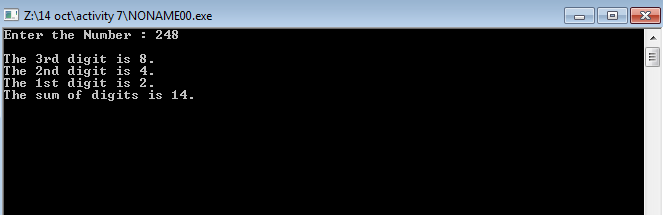 Z:\14 oct\activity 7\NONAME00.exe
Enter the Number : 248
The 3rd digit is 8.
The 2nd digit is 4.
The 1st digit is 2.
The sum of digits is 14.